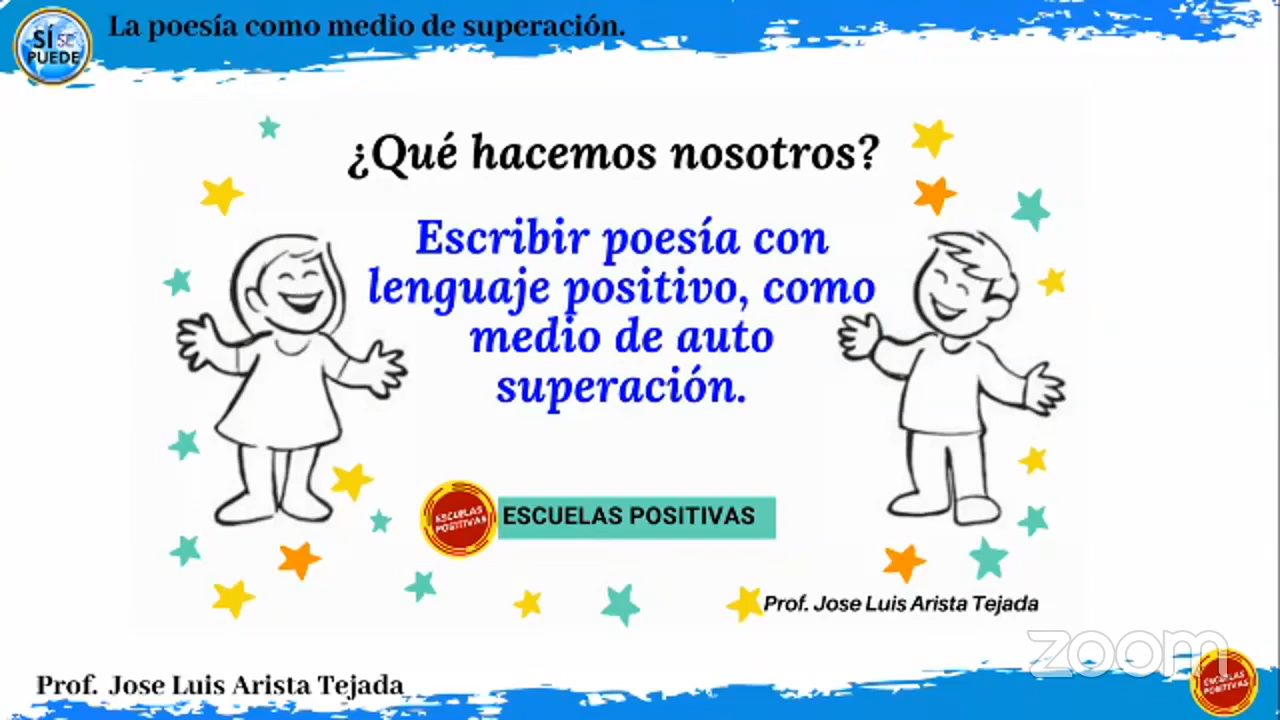 La poesía como medio de superación.
SÍ SE
PUEDE
¿Qué hacemos nosotros?
Escribir poesía con
lenguaje positivo, como
medio de auto
superación.
ESCUELAS
POSITIVAS
ESCUELAS POSITIVAS
Prof. Jose Luis Arista Tejada
zoom
Prof. Jose Luis Arista Tejada
ESCUELAS
POSITIVAS